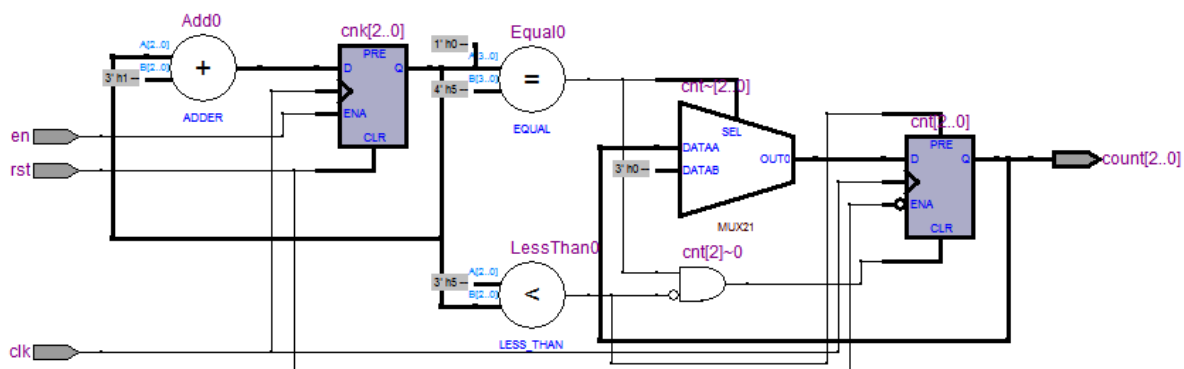 Add0
cnk[2..0]
A[2..0]
B[2..0]
3' h1
+
ADDER
PRE
D
Q
ENA
CLR
1' h0
Equal0
A[3..0]
B[3..0]
4' h5
=
EQUAL
cnt~[2..0]
SEL
DATAA
OUT0
3' h0
DATAB
MUX21
cnt[2..0]
PRE
D
Q
ENA
CLR
count[2..0]
en
rst
cnt[2]~0
LessThan0
A[2..0]
3' h5
B[2..0]
<
LESS_THAN
clk